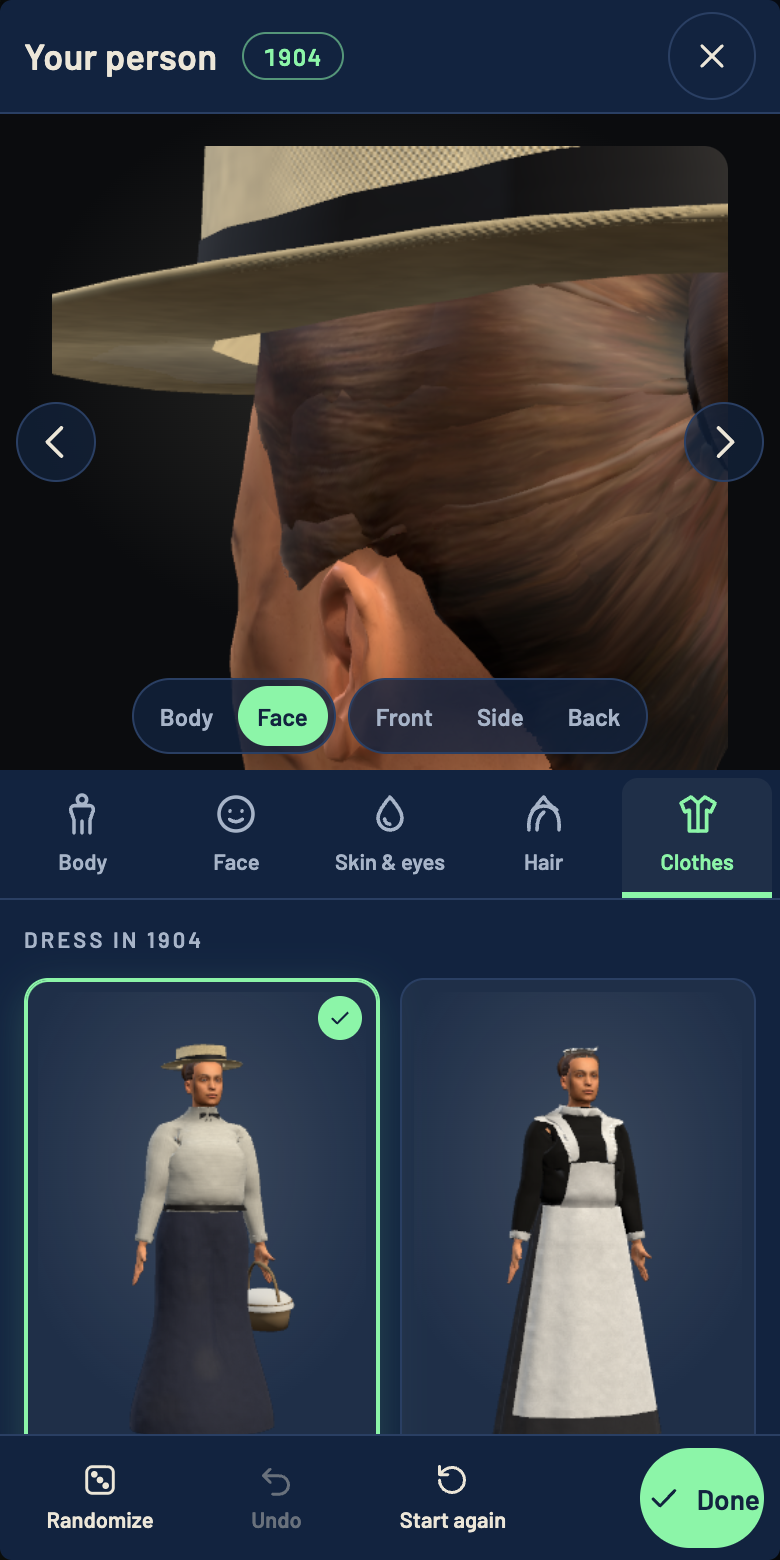 Your person 1904
Body Face Front Side Back
Body Face Skin & eyes Hair Clothes
DRESS IN 1904
Randomize Undo Start again Done